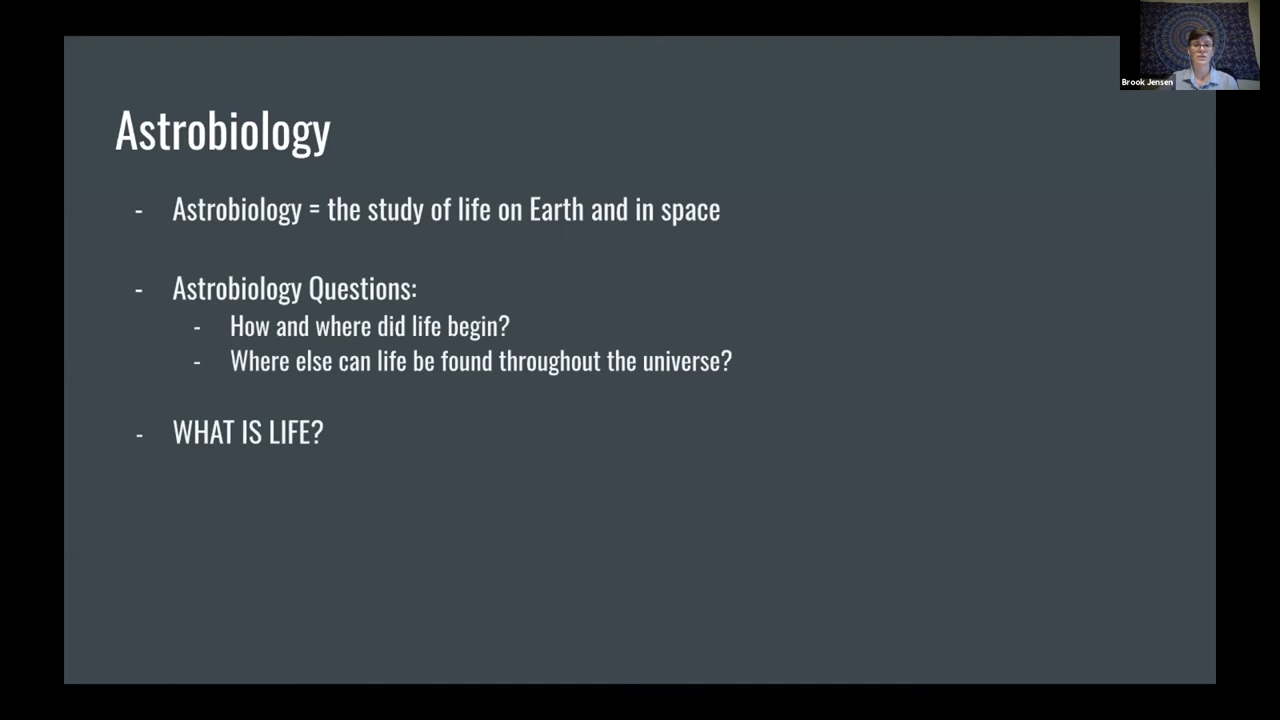 Brook Jensen
Astrobiology
- Astrobiology = the study of life on Earth and in space
- Astrobiology Questions:
- How and where did life begin?
- Where else can life be found throughout the universe?
- WHAT IS LIFE?